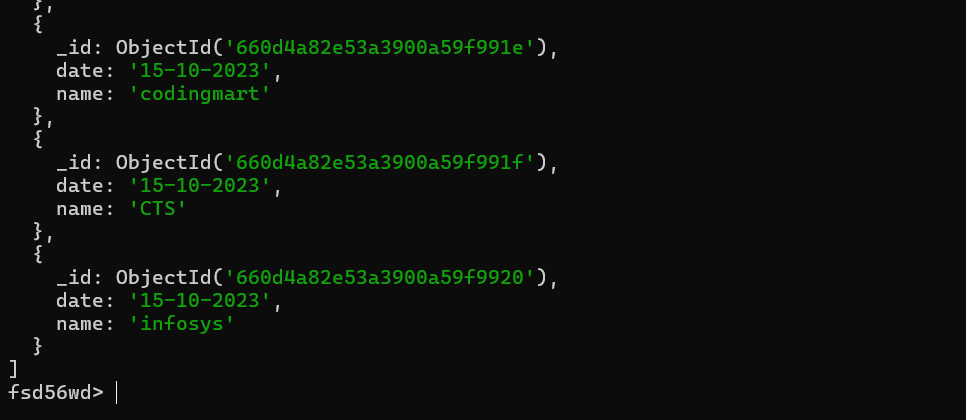 },
{
_id: ObjectId('660d4a82e53a3900a59f991e'),
date: '15-10-2023',
name: 'codingmart'
},
{
_id: ObjectId('660d4a82e53a3900a59f991f'),
date: '15-10-2023',
name: 'CTS'
},
{
_id: ObjectId('660d4a82e53a3900a59f9920'),
date: '15-10-2023',
name: 'infosys'
}
]
fsd56wd>